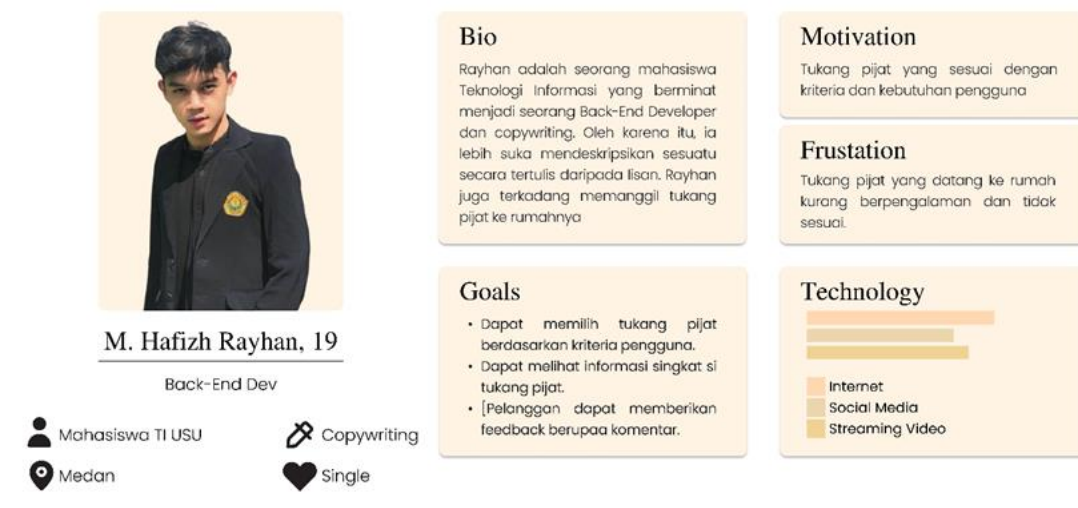 M. Hafizh Rayhan, 19
Back-End Dev
Mahasiswa TI USU
Copywriting
Medan
Single
Bio
Rayhan adalah seorang mahasiswa
Teknologi Informasi yang berminat
menjadi seorang Back-End Developer
dan copywriting. Oleh karena itu, ia
lebih suka mendeskripsikan sesuatu
secara tertulis daripada lisan. Rayhan
juga terkadang memanggil tukang
pijat ke rumahnya
Goals
• Dapat memilih tukang pijat
berdasarkan kriteria pengguna.
• Dapat melihat informasi singkat si
tukang pijat.
• [Pelanggan dapat memberikan
feedback berupaa komentar.
Motivation
Tukang pijat yang sesuai dengan
kriteria dan kebutuhan pengguna
Frustation
Tukang pijat yang datang ke rumah
kurang berpengalaman dan tidak
sesuai.
Technology
Internet
Social Media
Streaming Video